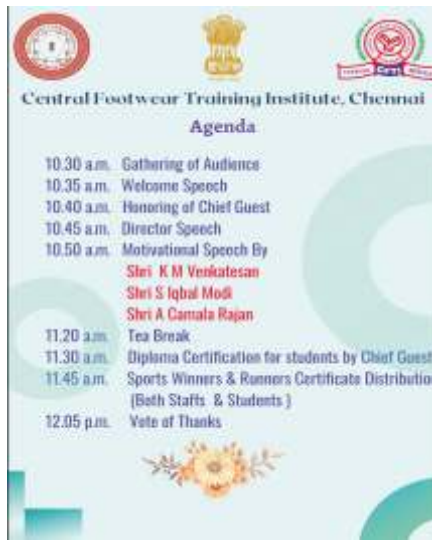 Central Footwear Training Institute, Chennai
Agenda
10.30 a.m. Gathering of Audience
10.35 a.m. Welcome Speech
10.40 a.m. Honoring of Chief Guest
10.45 a.m. Director Speech
10.50 a.m. Motivational Speech By
Shri K M Venkatesan
Shri S Iqbal Modi
Shri A Camala Rajan
11.20 a.m. Tea Break
11.30 a.m. Diploma Certification for students by Chief Guest
11.45 a.m. Sports Winners & Runners Certificate Distribution
(Both Staffs & Students )
12.05 p.m. Vote of Thanks